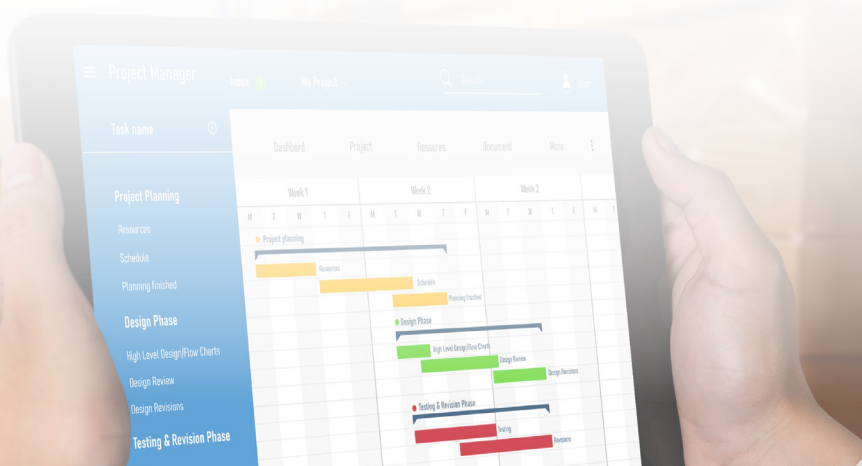 Project Manager
Inbox
My Project
Search
User
Task name
Dashbord
Project
Resoures
Document
More
Project Planning
Resources
Schedule
Planning finished
Design Phase
High Level Design/Flow Charts
Design Review
Design Revisions
Testing & Revision Phase
Week 1
Week 2
Week 3
M T W T F M T W T F M T W T F M T
Project planning
Resources
Schedule
Planning finished
Design Phase
High Level Design/Flow Charts
Design Review
Design Revisions
Testing & Revision Phase
Testing
Revisions